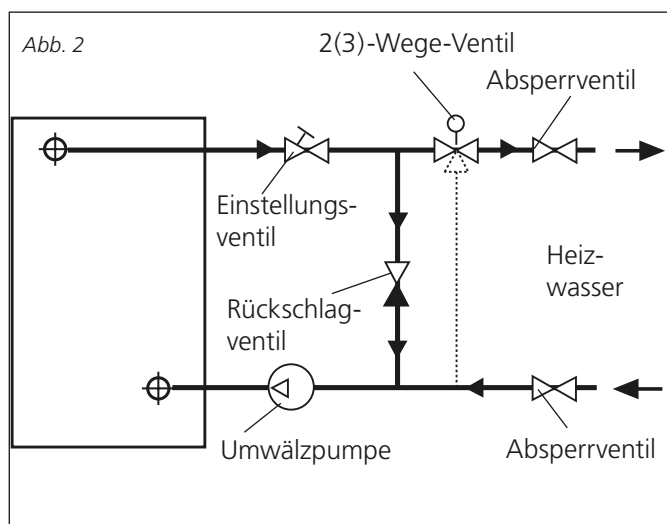 Abb. 2
2(3)-Wege-Ventil
Absperrventil
Einstellungs-
ventil
Heiz-
wasser
Rückschlag-
ventil
Umwälzpumpe
Absperrventil